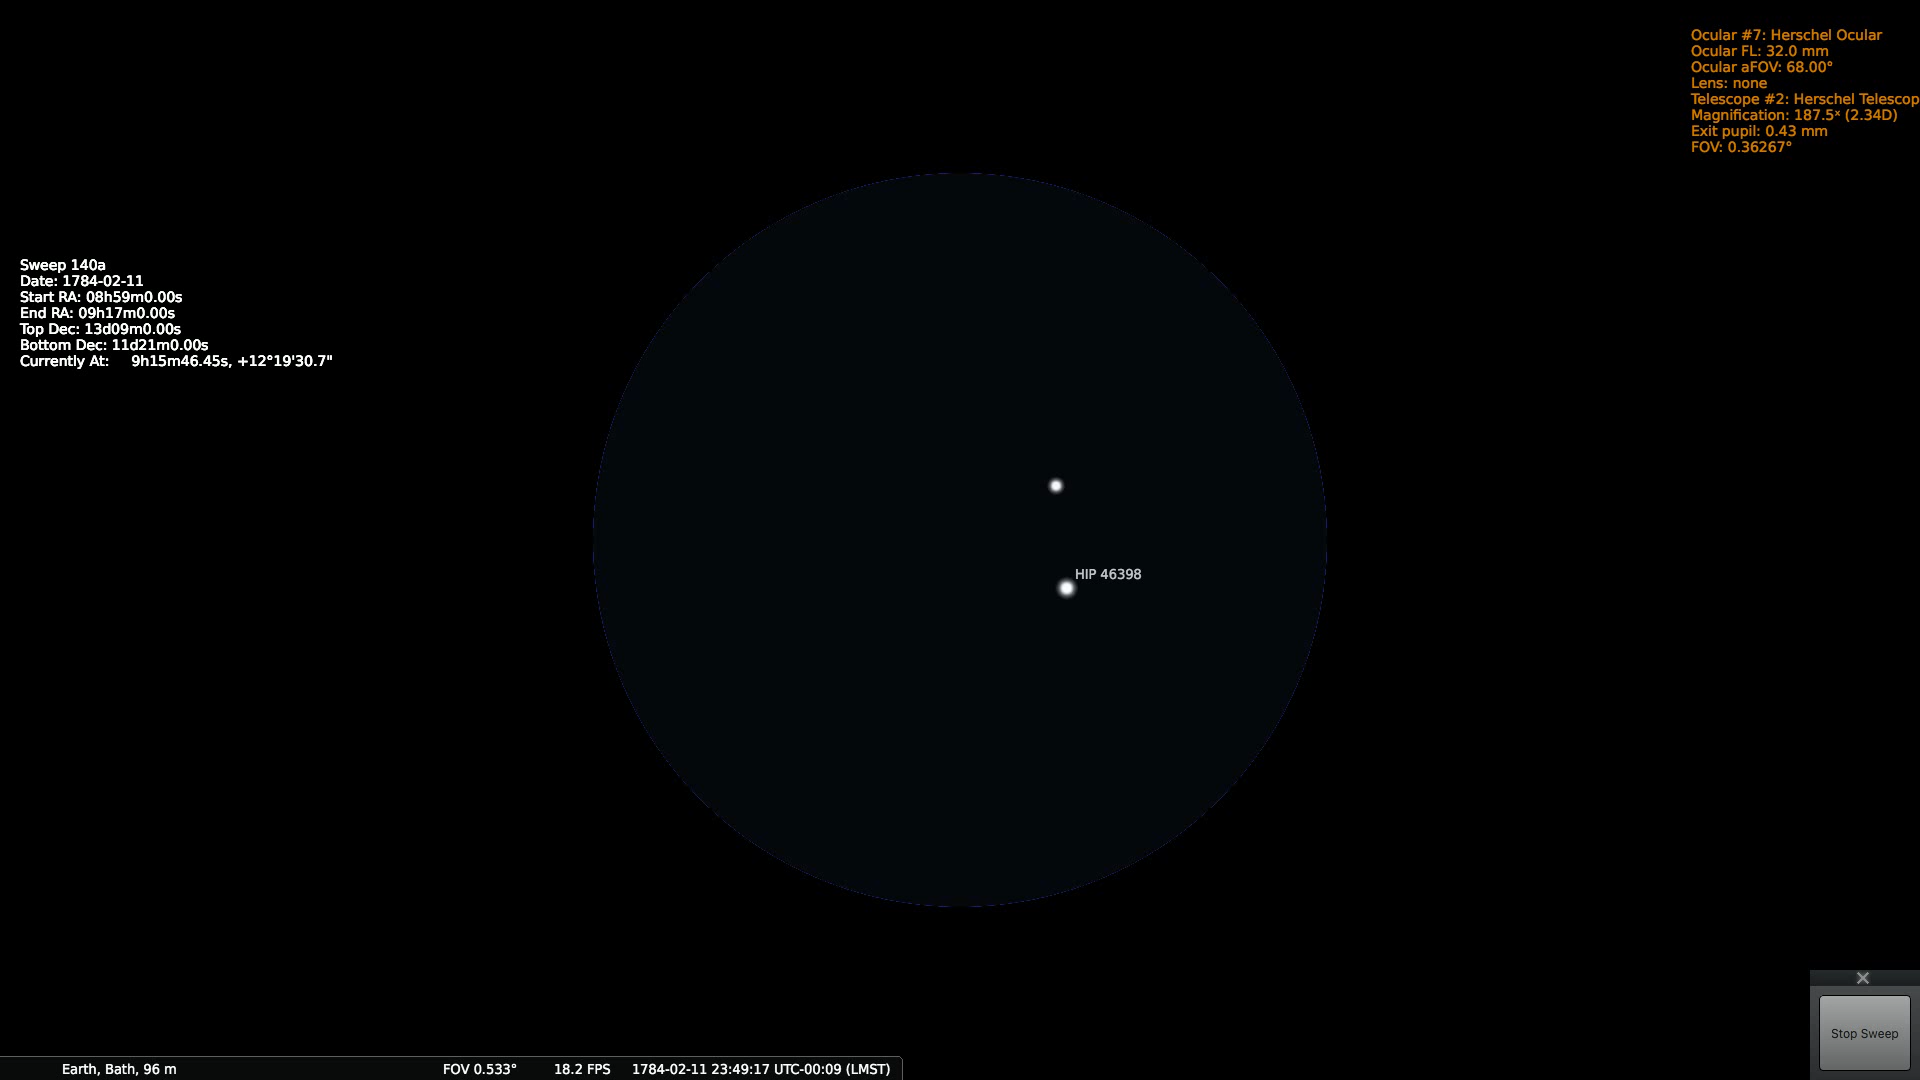 Ocular #7: Herschel Ocular
Ocular FL: 32.0 mm
Ocular aFOV: 68.00°
Lens: none
Telescope #2: Herschel Telescop
Magnification: 187.5ˣ (2.34D)
Exit pupil: 0.43 mm
FOV: 0.36267°
Sweep 140a
Date: 1784-02-11
Start RA: 08h59m0.00s
End RA: 09h17m0.00s
Top Dec: 13d09m0.00s
Bottom Dec: 11d21m0.00s
Currently At: 9h15m46.45s, +12°19'30.7"
HIP 46398
Stop Sweep
Earth, Bath, 96 m FOV 0.533° 18.2 FPS 1784-02-11 23:49:17 UTC-00:09 (LMST)